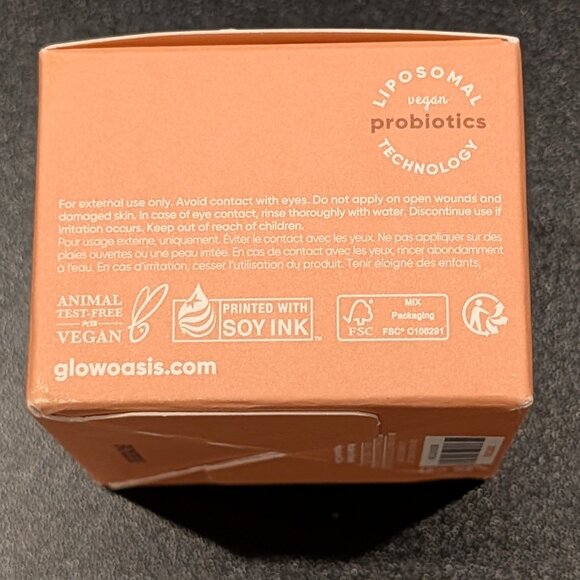 LIPOSOMAL
vegan
probiotics
TECHNOLOGY
For external use only. Avoid contact with eyes. Do not apply on open wounds and
damaged skin. In case of eye contact, rinse thoroughly with water. Discontinue use if
irritation occurs. Keep out of reach of children.
Pour usage externe, uniquement. Éviter le contact avec les yeux. Ne pas appliquer sur des
plaies ouvertes ou une peau irritée. En cas de contact avec les yeux, rincer abondamment
à l'eau. En cas d'irritation, cesser l'utilisation du produit. Tenir éloigné des enfants.
ANIMAL
TEST-FREE
PeTA
VEGAN
PRINTED WITH
SOY INK™
FSC
MIX
Packaging
FSC® C106291
glowoasis.com